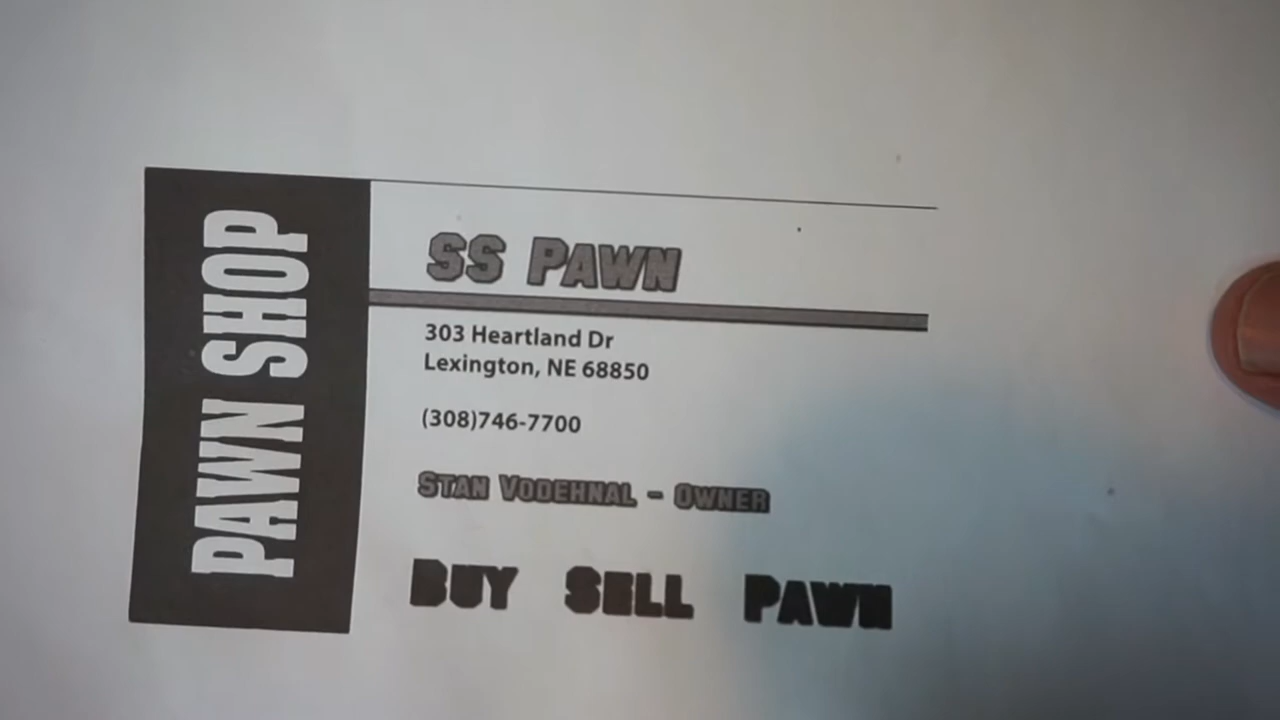 PAWN SHOP
SS PAWN
303 Heartland Dr
Lexington, NE 68850
(308)746-7700
STAN VODEHNAL - OWNER
BUY SELL PAWN